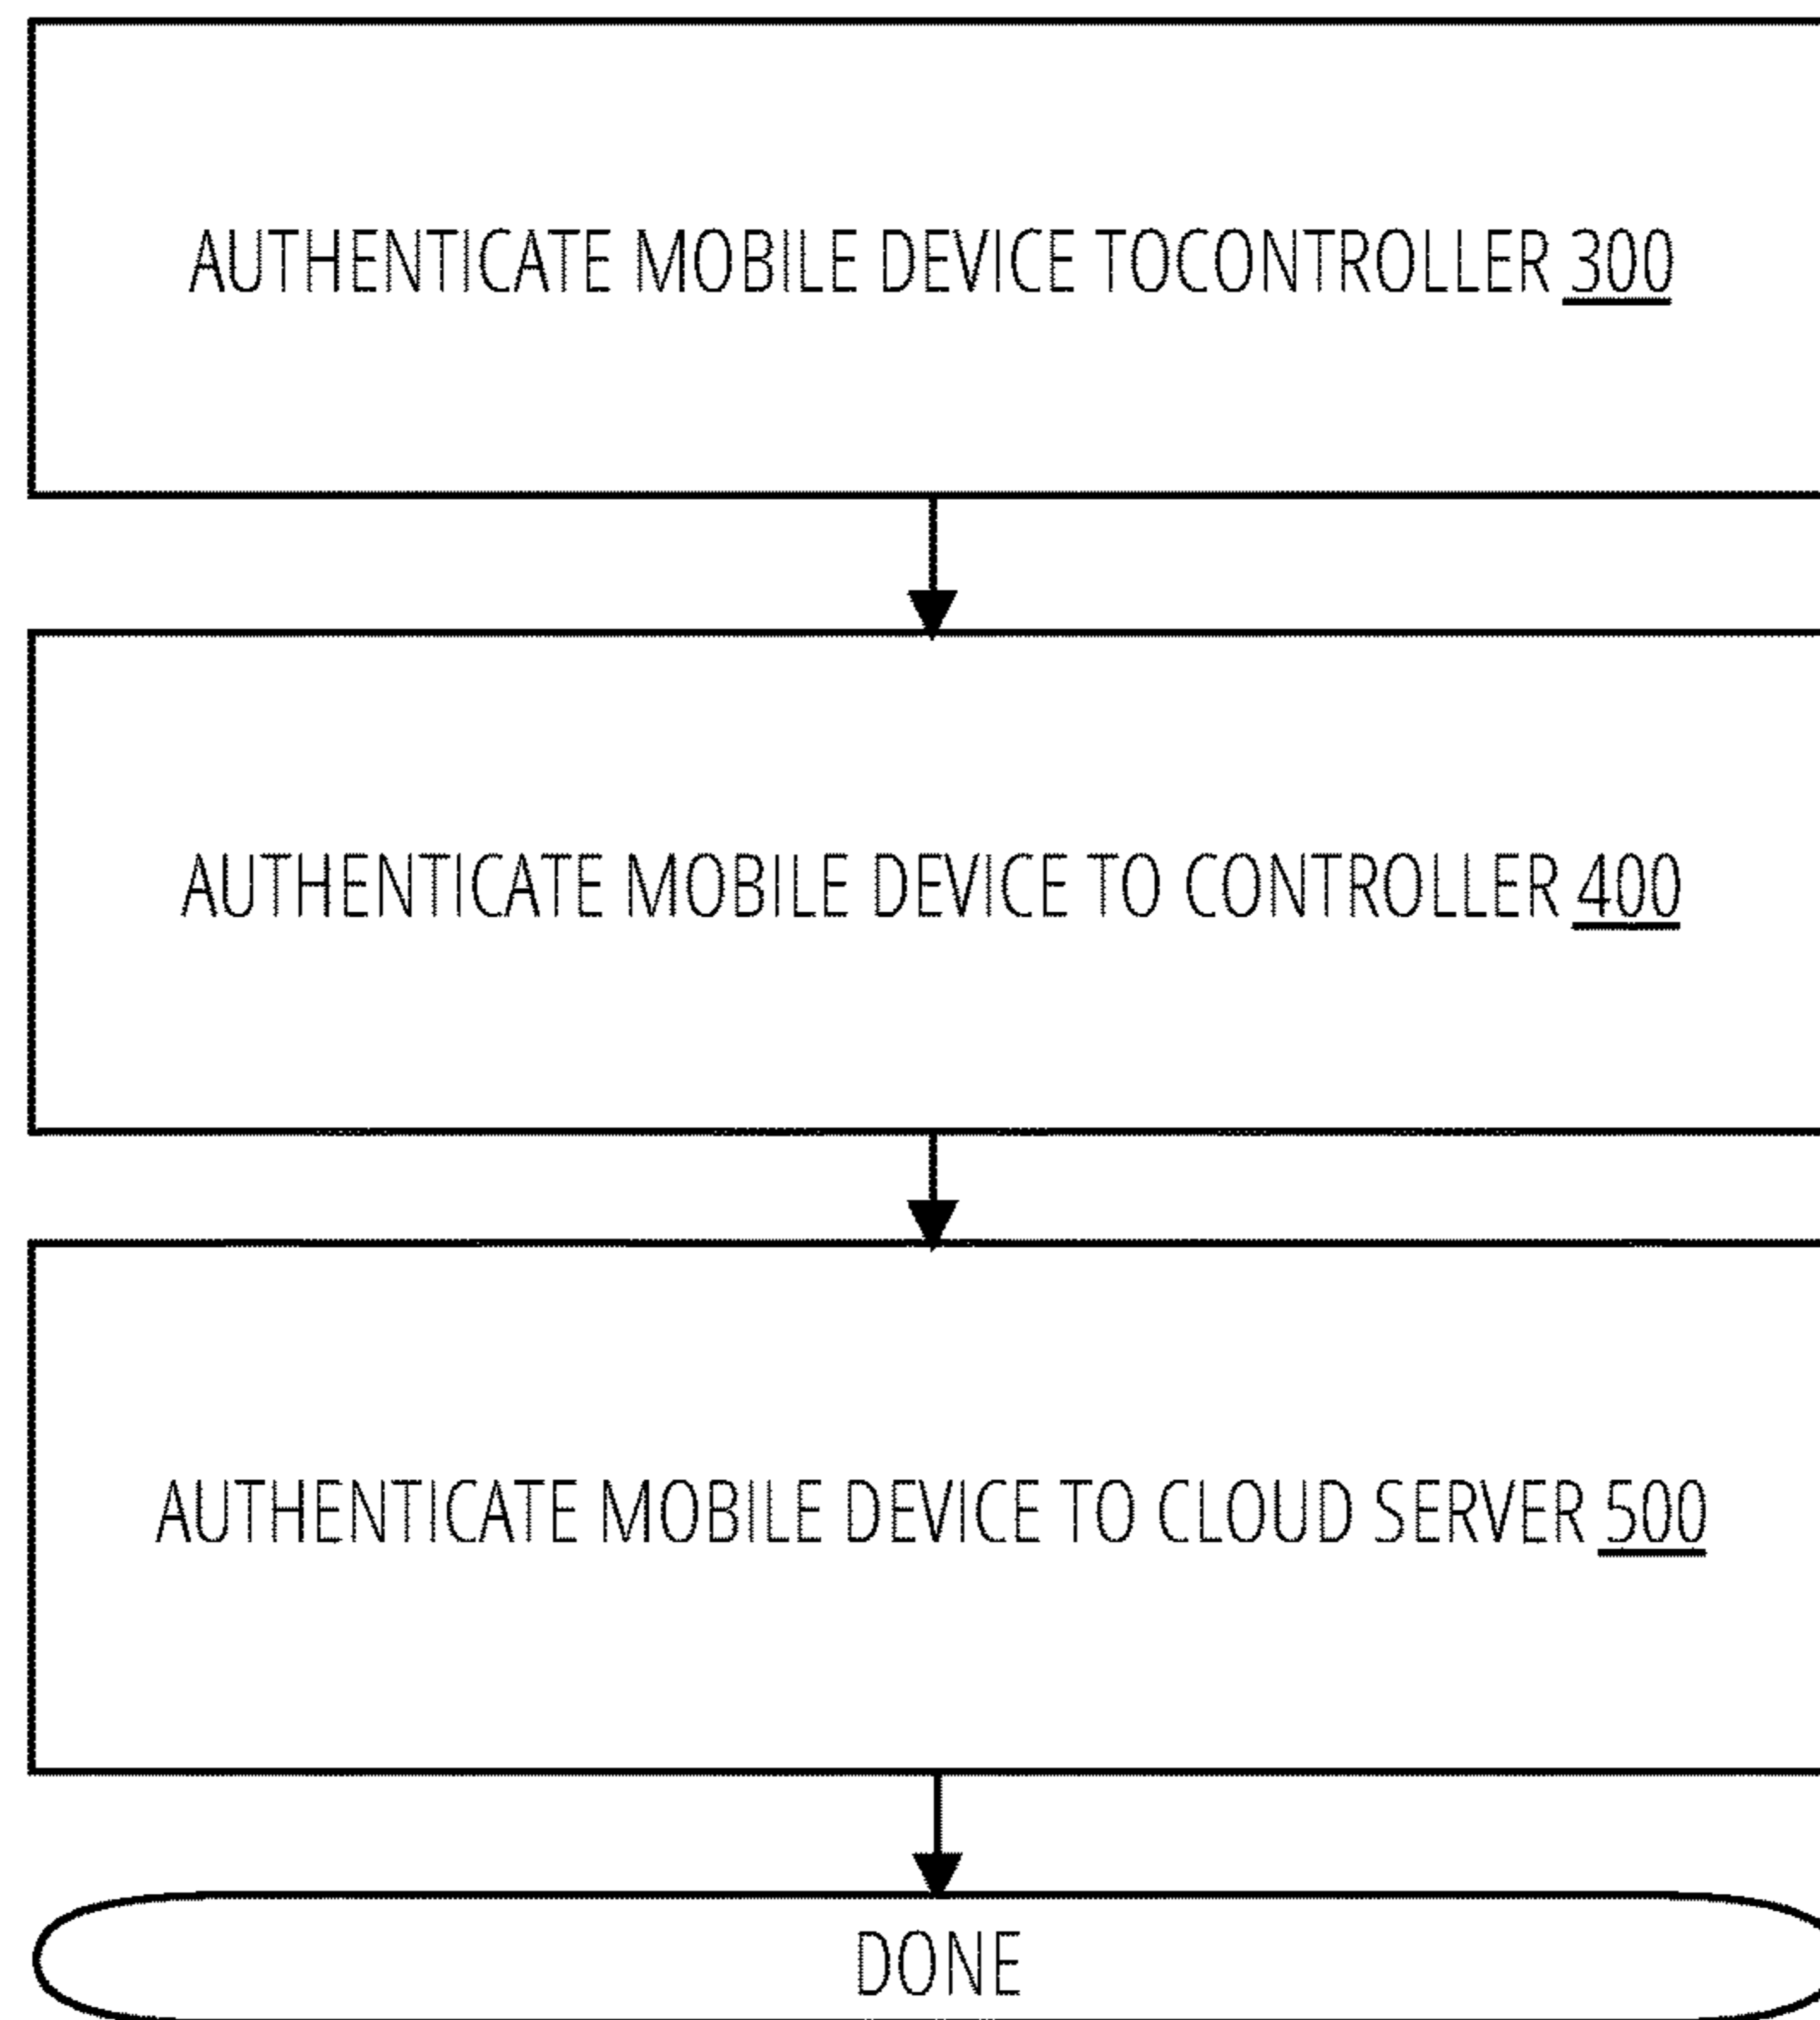 AUTHENTICATE MOBILE DEVICE TOCONTROLLER 300
AUTHENTICATE MOBILE DEVICE TO CONTROLLER 400
AUTHENTICATE MOBILE DEVICE TO CLOUD SERVER 500
DONE